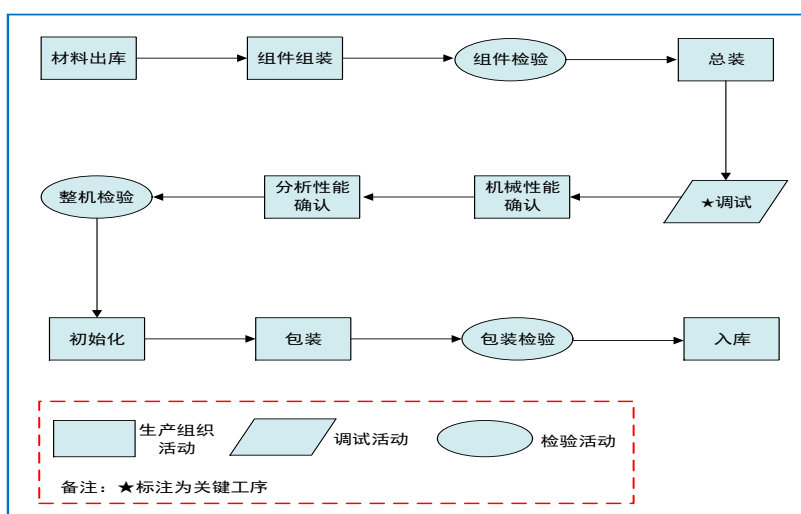 材料出库
组件组装
组件检验
总装
整机检验
分析性能
确认
机械性能
确认
★调试
初始化
包装
包装检验
入库
生产组织
活动
调试活动
检验活动
备注：★标注为关键工序